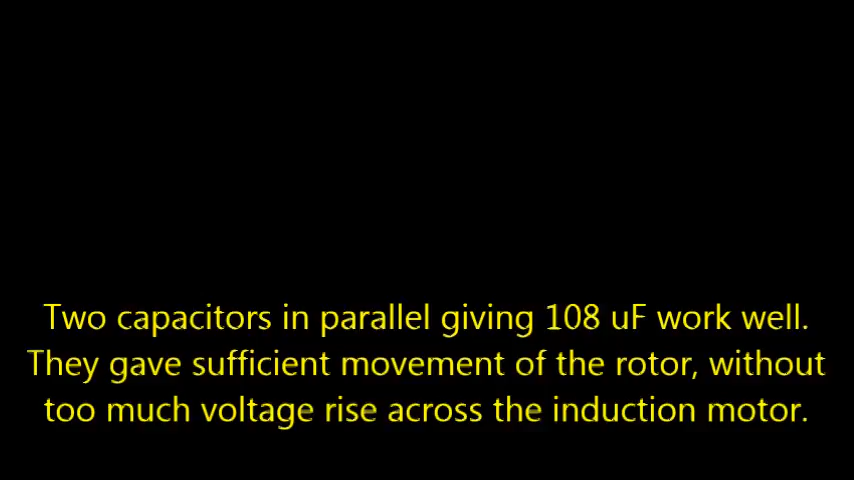 Two capacitors in parallel giving 108 uF work well.
They gave sufficient movement of the rotor, without
too much voltage rise across the induction motor.